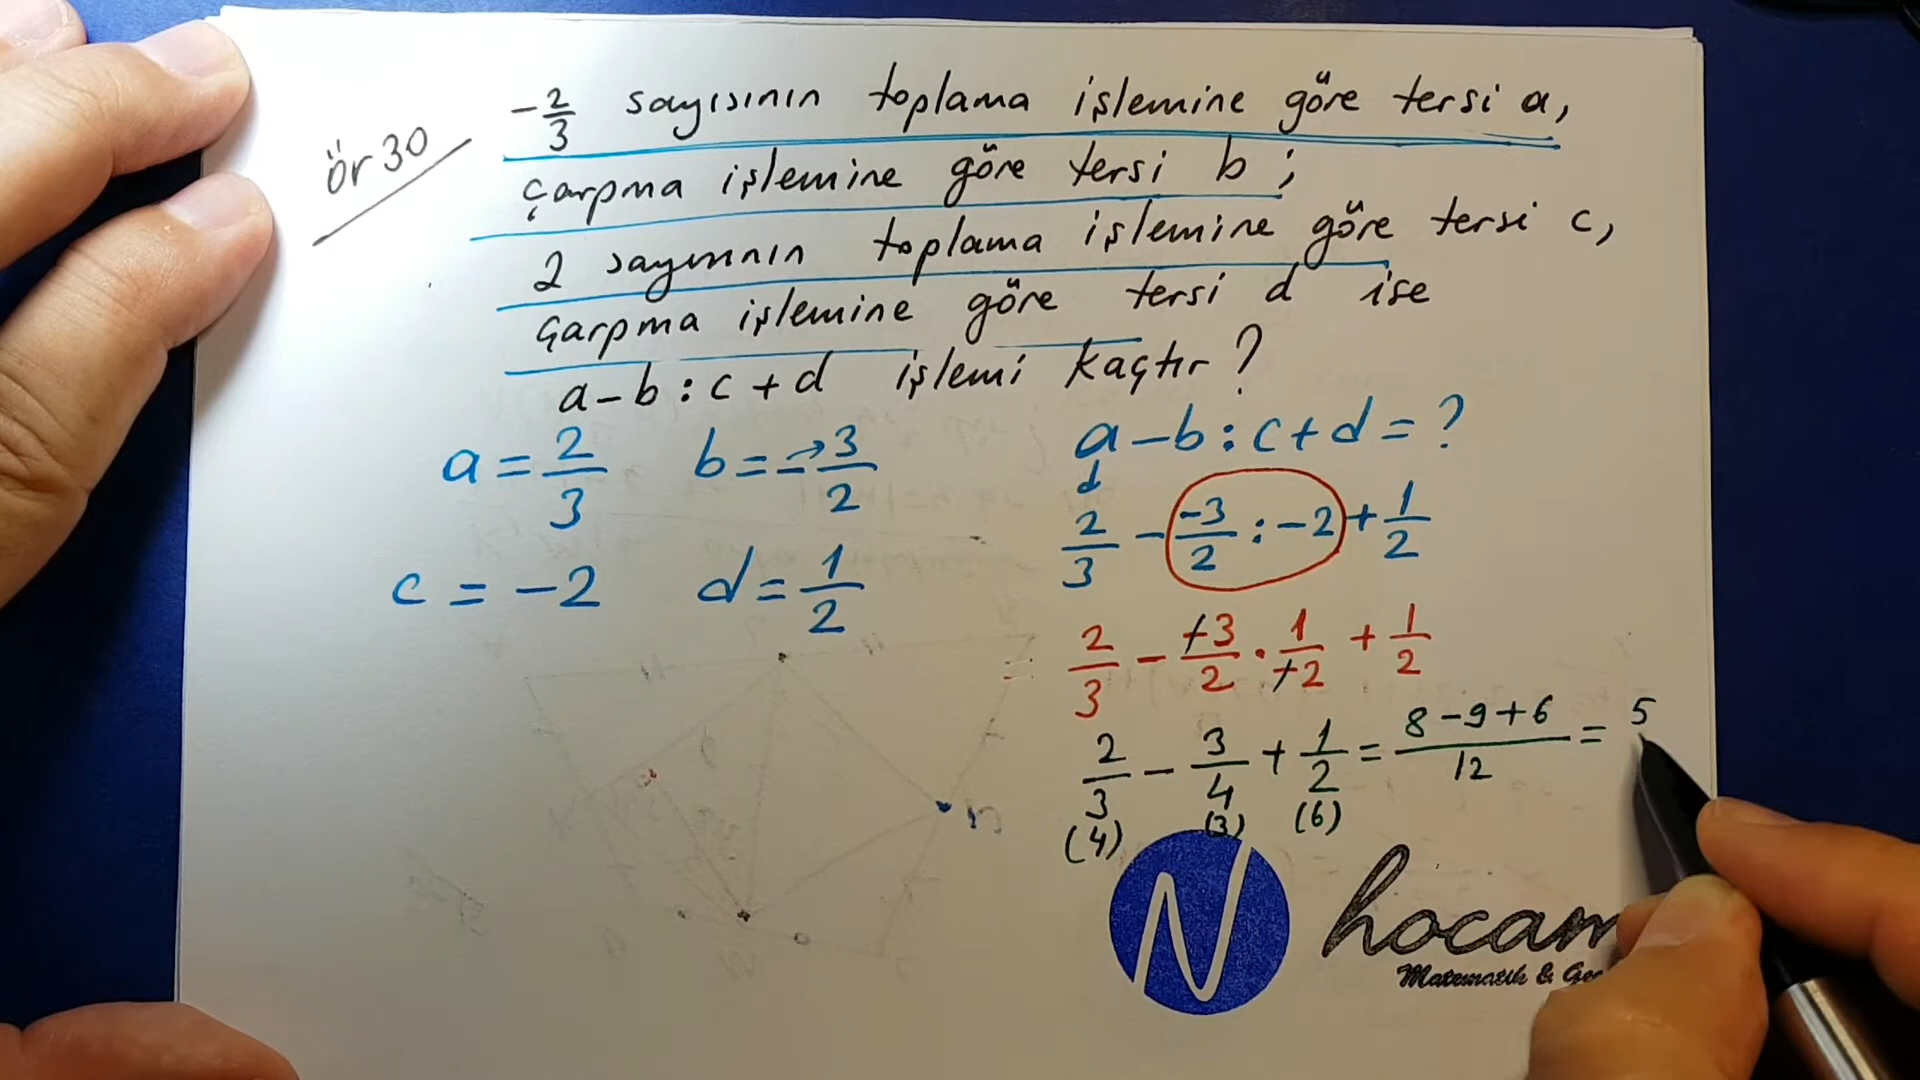 ör 30
-2/3 sayısının toplama işlemine göre tersi a,
çarpma işlemine göre tersi b;
2 sayısının toplama işlemine göre tersi c,
çarpma işlemine göre tersi d ise
a-b:c+d işlemi kaçtır?
a=2/3 b=-3/2
c=-2 d=1/2
a-b:c+d=?
2/3 - -3/2 : -2 + 1/2
= 2/3 - -3/2 · 1/-2 + 1/2
2/3 - 3/4 + 1/2 = 8-9+6/12 = 5
(4) (3) (6)
N hocam
Matematik &